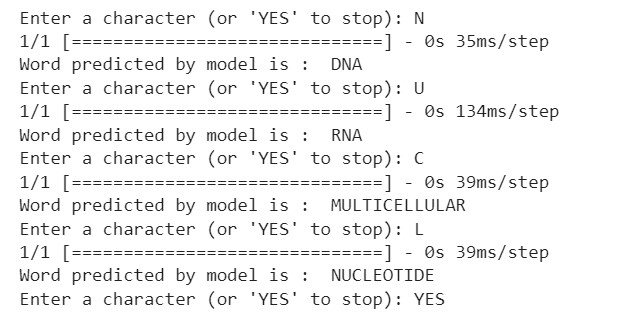 Enter a character (or 'YES' to stop): N
1/1 [==============================] - 0s 35ms/step
Word predicted by model is :  DNA
Enter a character (or 'YES' to stop): U
1/1 [==============================] - 0s 134ms/step
Word predicted by model is :  RNA
Enter a character (or 'YES' to stop): C
1/1 [==============================] - 0s 39ms/step
Word predicted by model is :  MULTICELLULAR
Enter a character (or 'YES' to stop): L
1/1 [==============================] - 0s 39ms/step
Word predicted by model is :  NUCLEOTIDE
Enter a character (or 'YES' to stop): YES